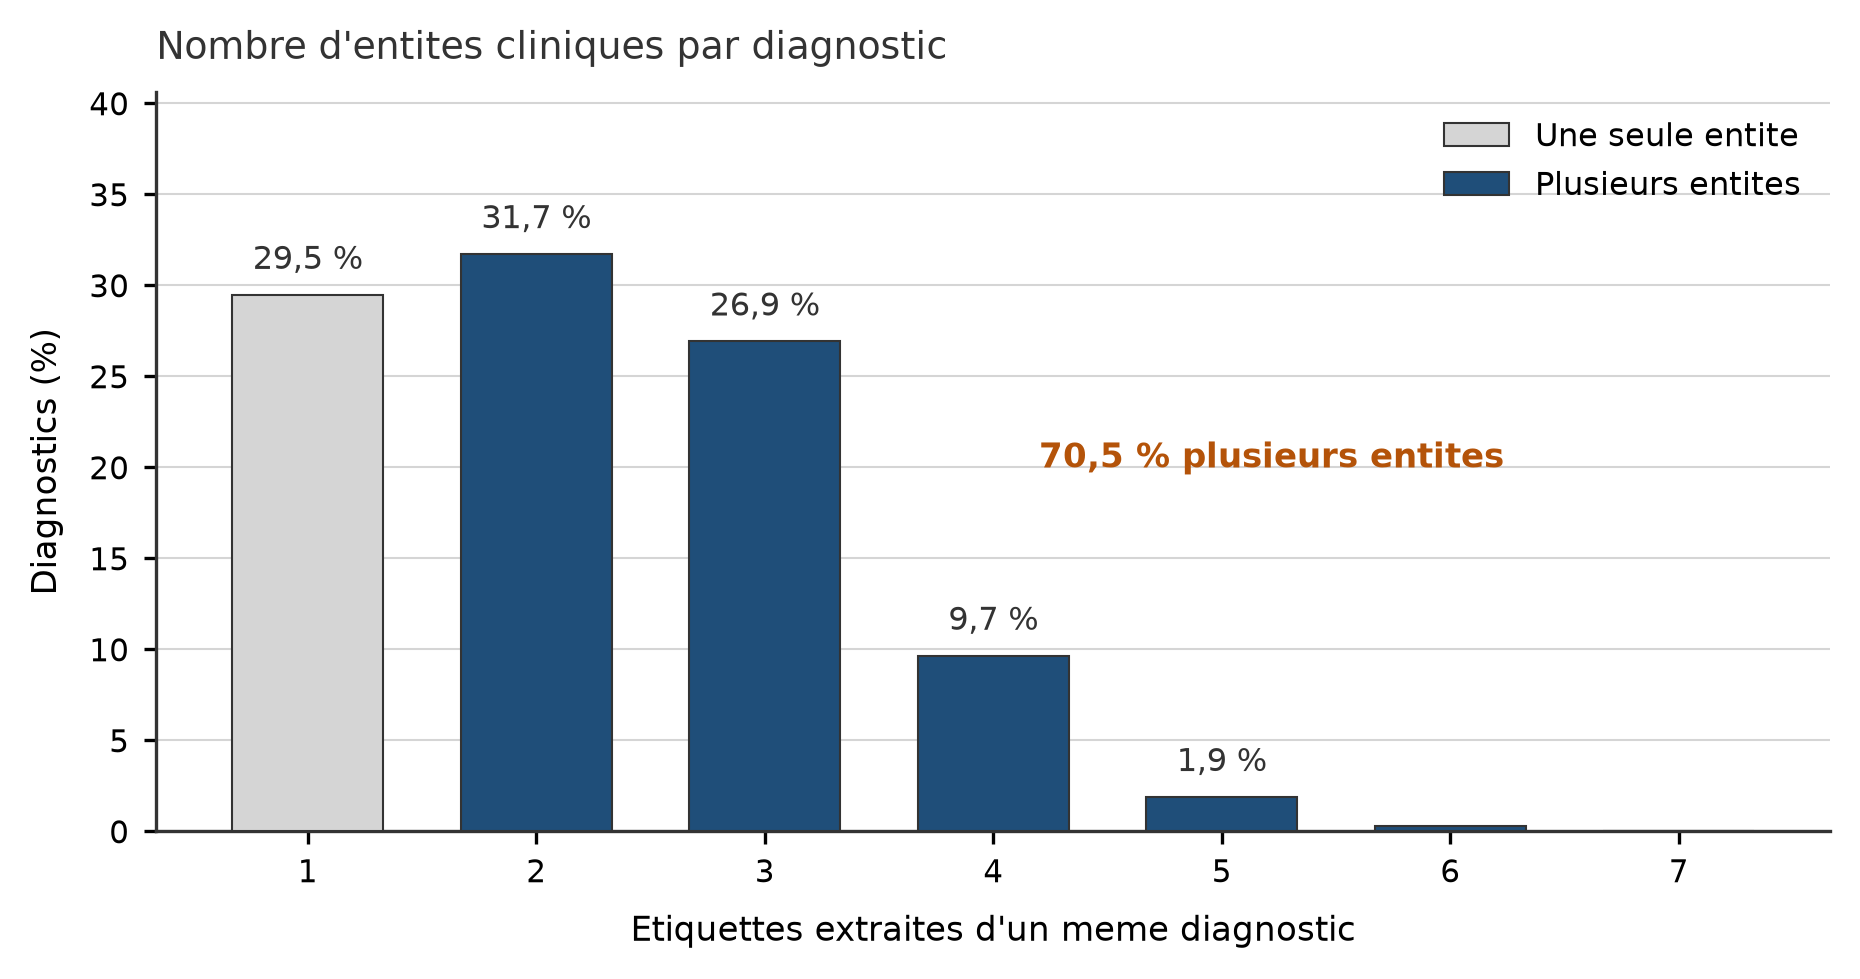 Nombre d'entites cliniques par diagnostic
40
35
30
25
20
15
10
5
0
Diagnostics (%)
Une seule entite
Plusieurs entites
29,5 %
31,7 %
26,9 %
9,7 %
1,9 %
70,5 % plusieurs entites
1 2 3 4 5 6 7
Etiquettes extraites d'un meme diagnostic